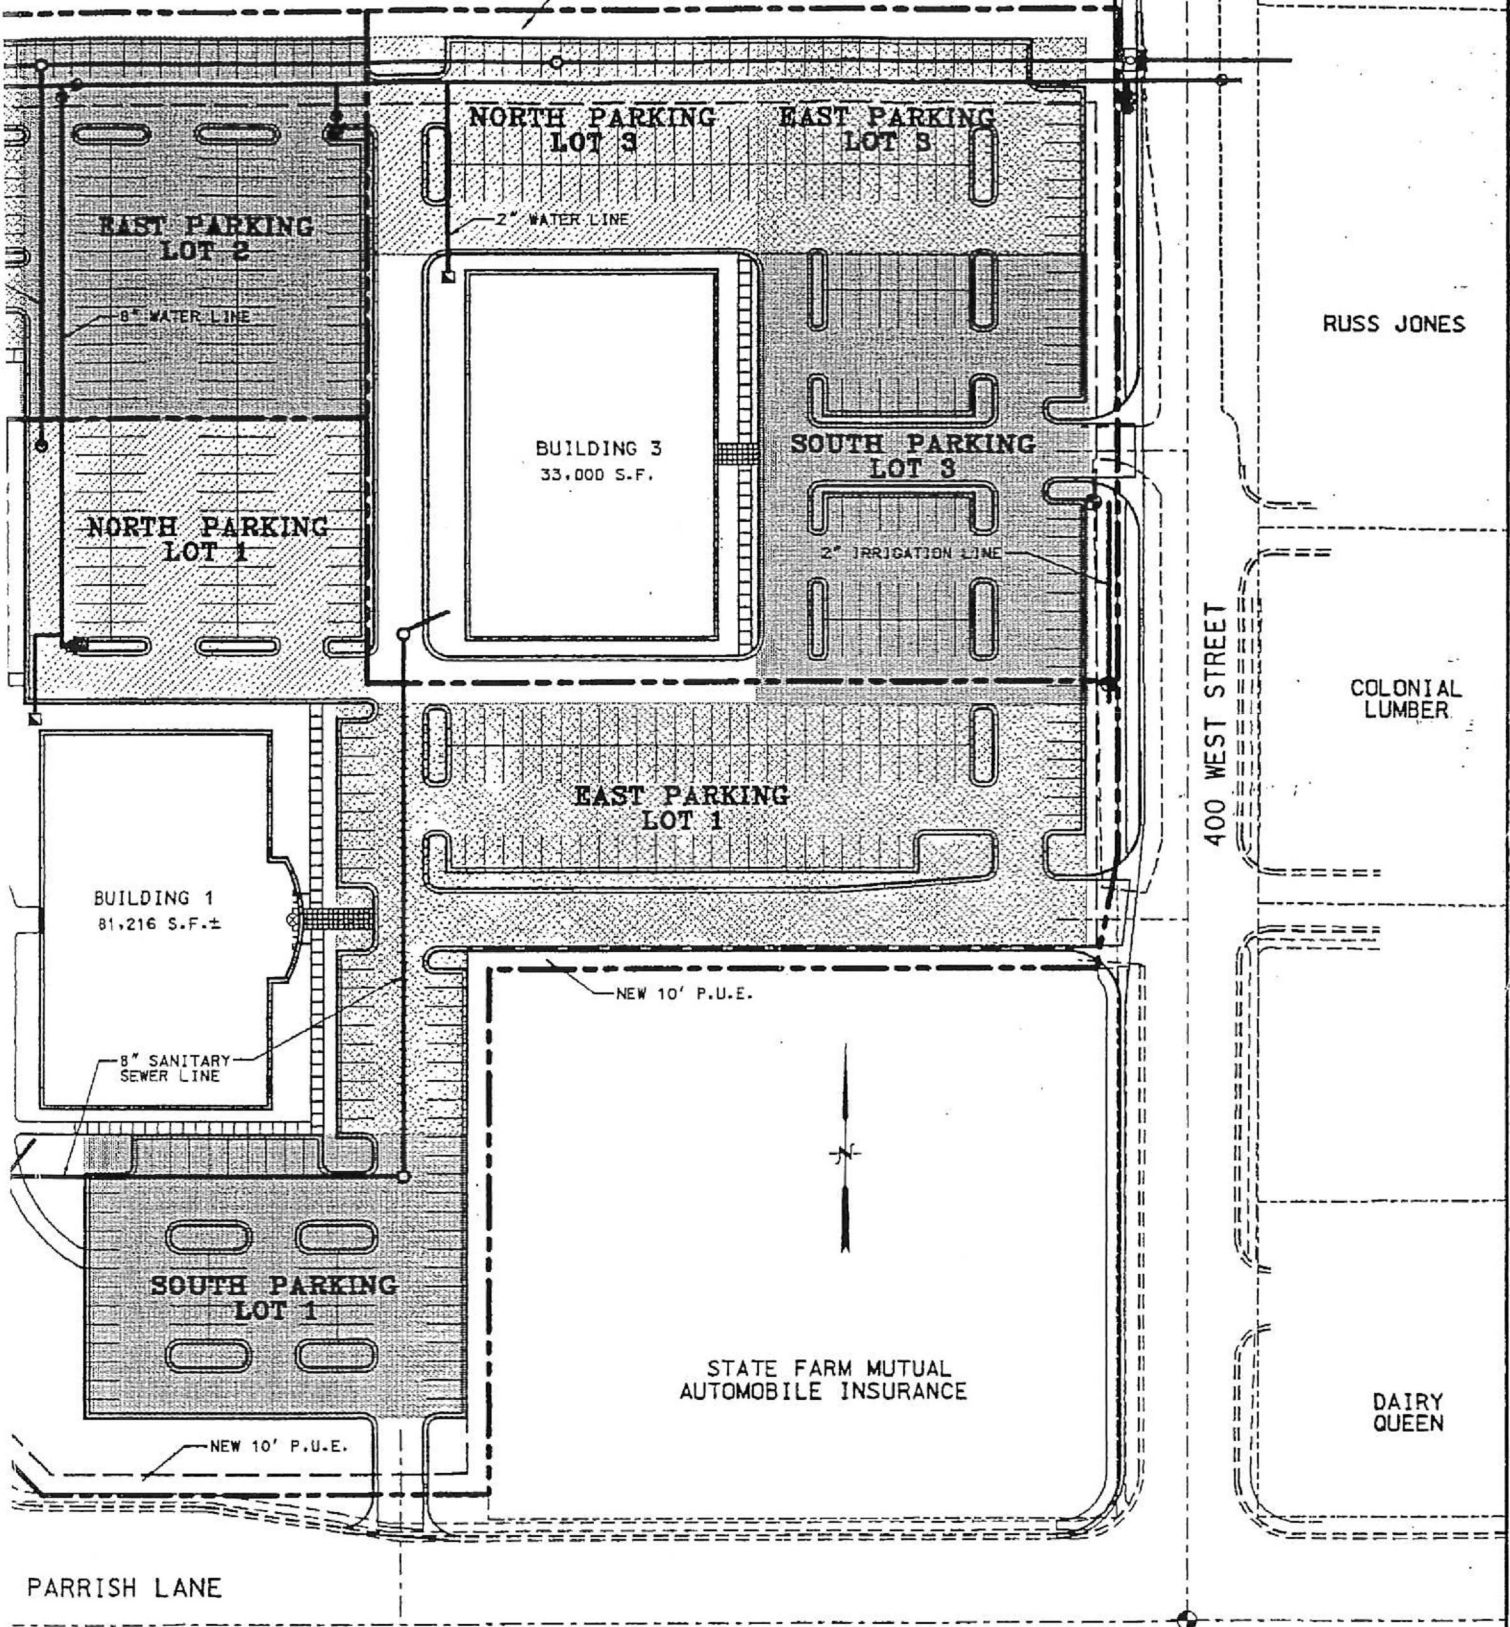 NORTH PARKING
LOT 3
EAST PARKING
LOT 3
2" WATER LINE
EAST PARKING
LOT 2
8" WATER LINE
RUSS JONES
BUILDING 3
33,000 S.F.
SOUTH PARKING
LOT 3
NORTH PARKING
LOT 1
2" IRRIGATION LINE
400 WEST STREET
COLONIAL
LUMBER
EAST PARKING
LOT 1
BUILDING 1
81,216 S.F.±
NEW 10' P.U.E.
8" SANITARY
SEWER LINE
N
SOUTH PARKING
LOT 1
STATE FARM MUTUAL
AUTOMOBILE INSURANCE
DAIRY
QUEEN
NEW 10' P.U.E.
PARRISH LANE